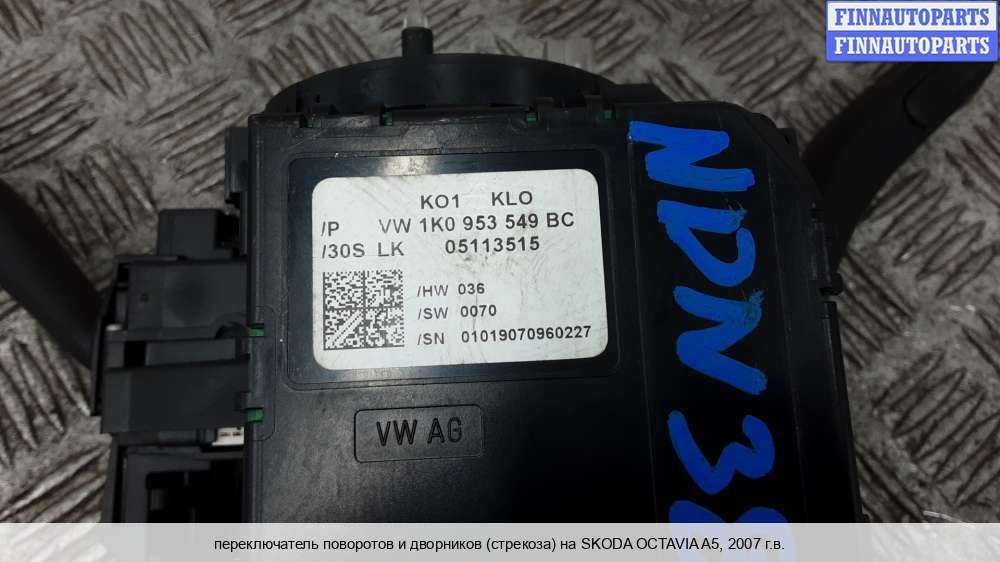 FINNAUTOPARTS
FINNAUTOPARTS
KO1 KLO
/P VW 1K0 953 549 BC
/30S LK 05113515
/HW 036
/SW 0070
/SN 01019070960227
VW AG
NDN38
переключатель поворотов и дворников (стрекоза) на SKODA OCTAVIA A5, 2007 г.в.